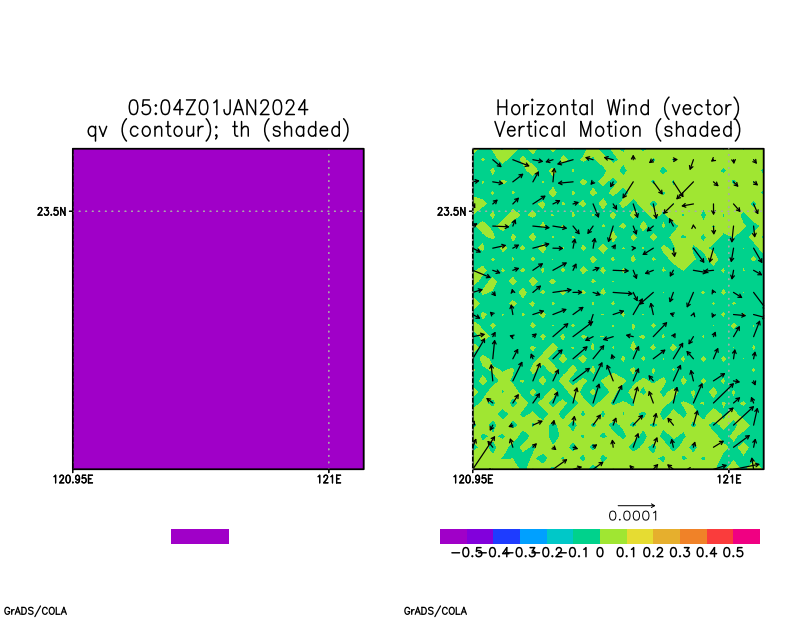 05:04Z01JAN2024
qv (contour); th (shaded)
23.5N
120.95E
121E
GrADS/COLA
Horizontal Wind (vector)
Vertical Motion (shaded)
23.5N
120.95E
121E
0.0001
-0.5 -0.4 -0.3 -0.2 -0.1 0 0.1 0.2 0.3 0.4 0.5
GrADS/COLA